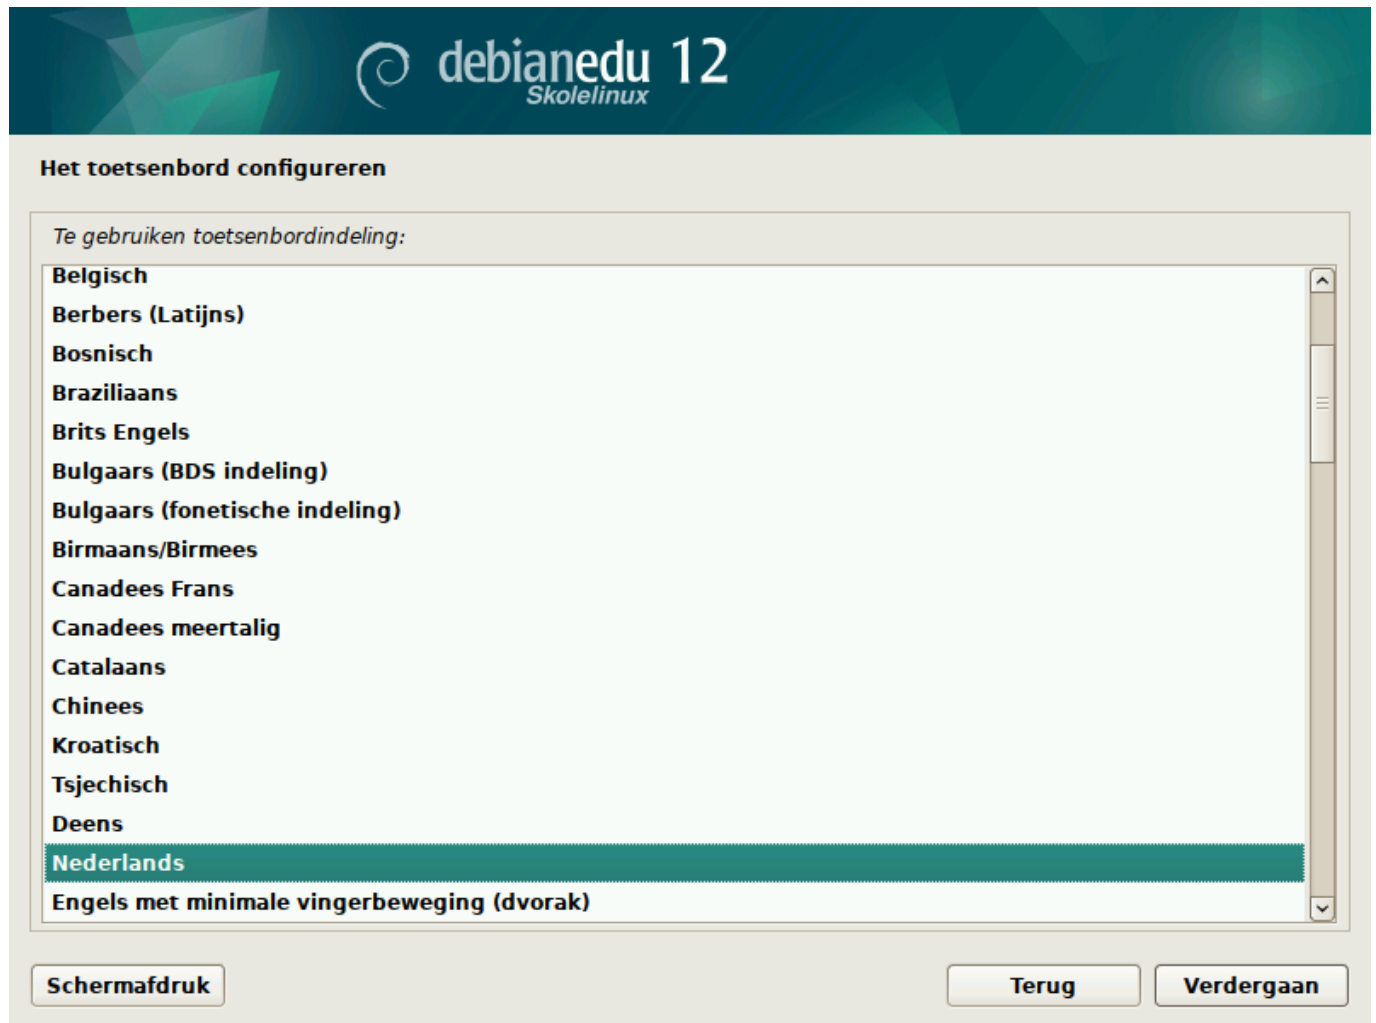 debianedu 12
Skolelinux
Het toetsenbord configureren
Te gebruiken toetsenbordindeling:
Belgisch
Berbers (Latijns)
Bosnisch
Braziliaans
Brits Engels
Bulgaars (BDS indeling)
Bulgaars (fonetische indeling)
Birmaans/Birmees
Canadees Frans
Canadees meertalig
Catalaans
Chinees
Kroatisch
Tsjechisch
Deens
Nederlands
Engels met minimale vingerbeweging (dvorak)
Schermafdruk
Terug
Verdergaan